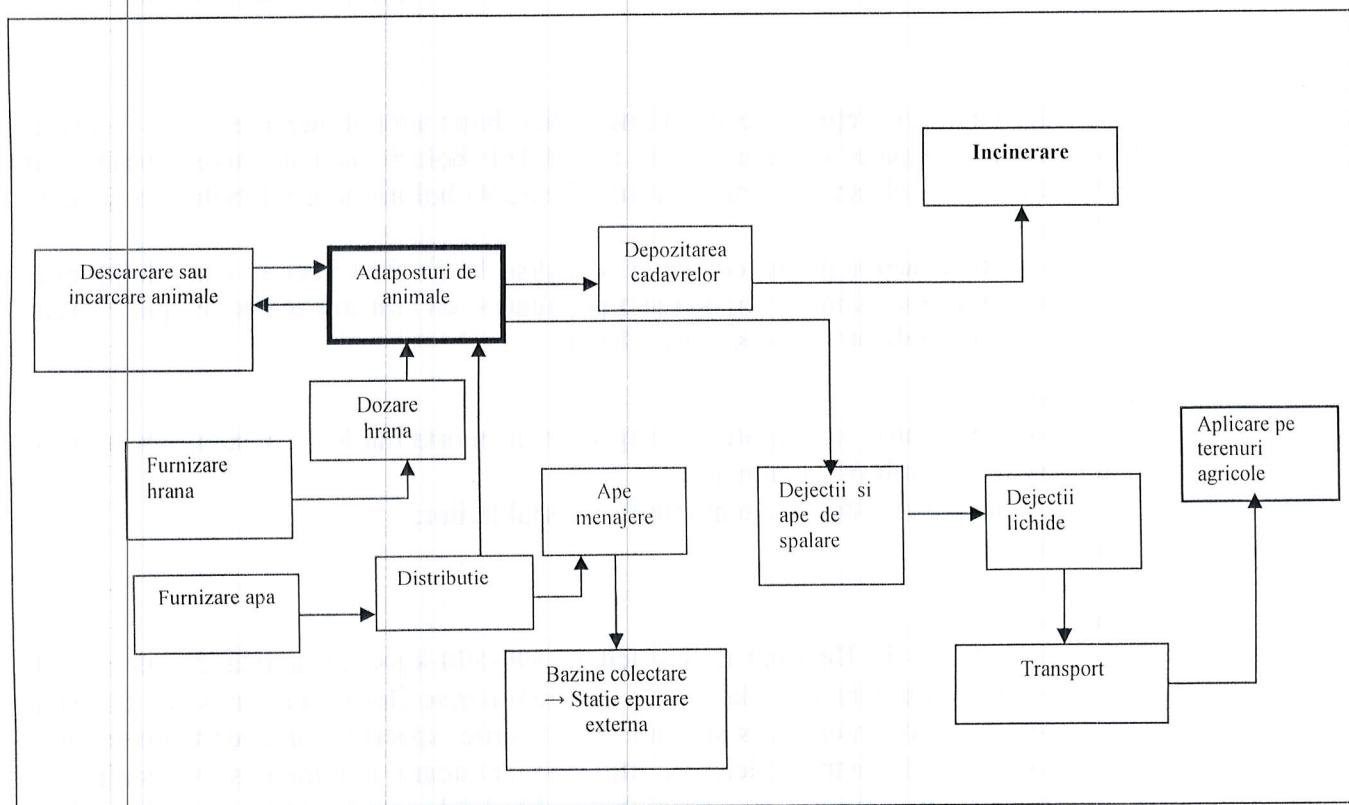 Incinerare
Descarcare sau
incarcare animale
Adaposturi de
animale
Depozitarea
cadavrelor
Dozare
hrana
Furnizare
hrana
Aplicare pe
terenuri
agricole
Ape
menajere
Dejectii si
ape de
spalare
Dejectii
lichide
Furnizare apa
Distributie
Bazine colectare
→ Statie epurare
externa
Transport